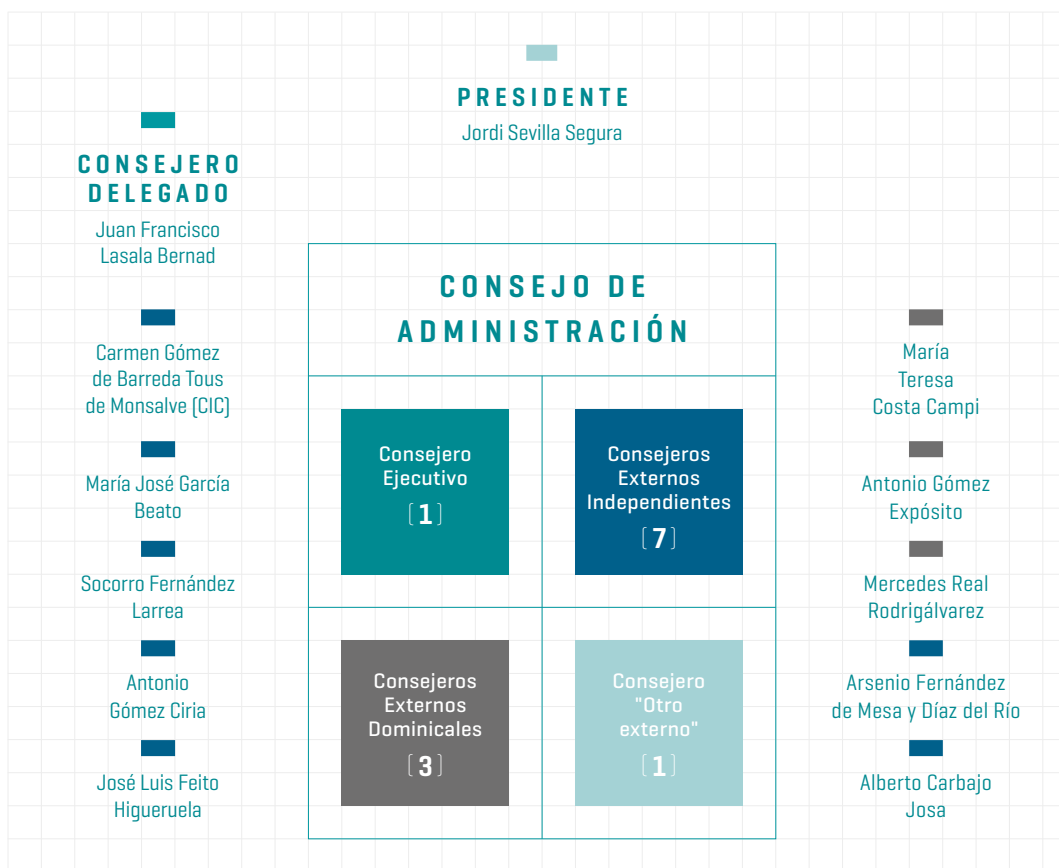 PRESIDENTE
Jordi Sevilla Segura
CONSEJERO
DELEGADO
Juan Francisco
Lasala Bernad
Carmen Gómez
de Barreda Tous
de Monsalve (CIC)
María José García
Beato
Socorro Fernández
Larrea
Antonio
Gómez Ciria
José Luis Feito
Higueruela
CONSEJO DE
ADMINISTRACIÓN
Consejero
Ejecutivo
[1]
Consejeros
Externos
Independientes
[7]
Consejeros
Externos
Dominicales
[3]
Consejero
"Otro
externo"
[1]
María
Teresa
Costa Campi
Antonio Gómez
Expósito
Mercedes Real
Rodrigálvarez
Arsenio Fernández
de Mesa y Díaz del Río
Alberto Carbajo
Josa